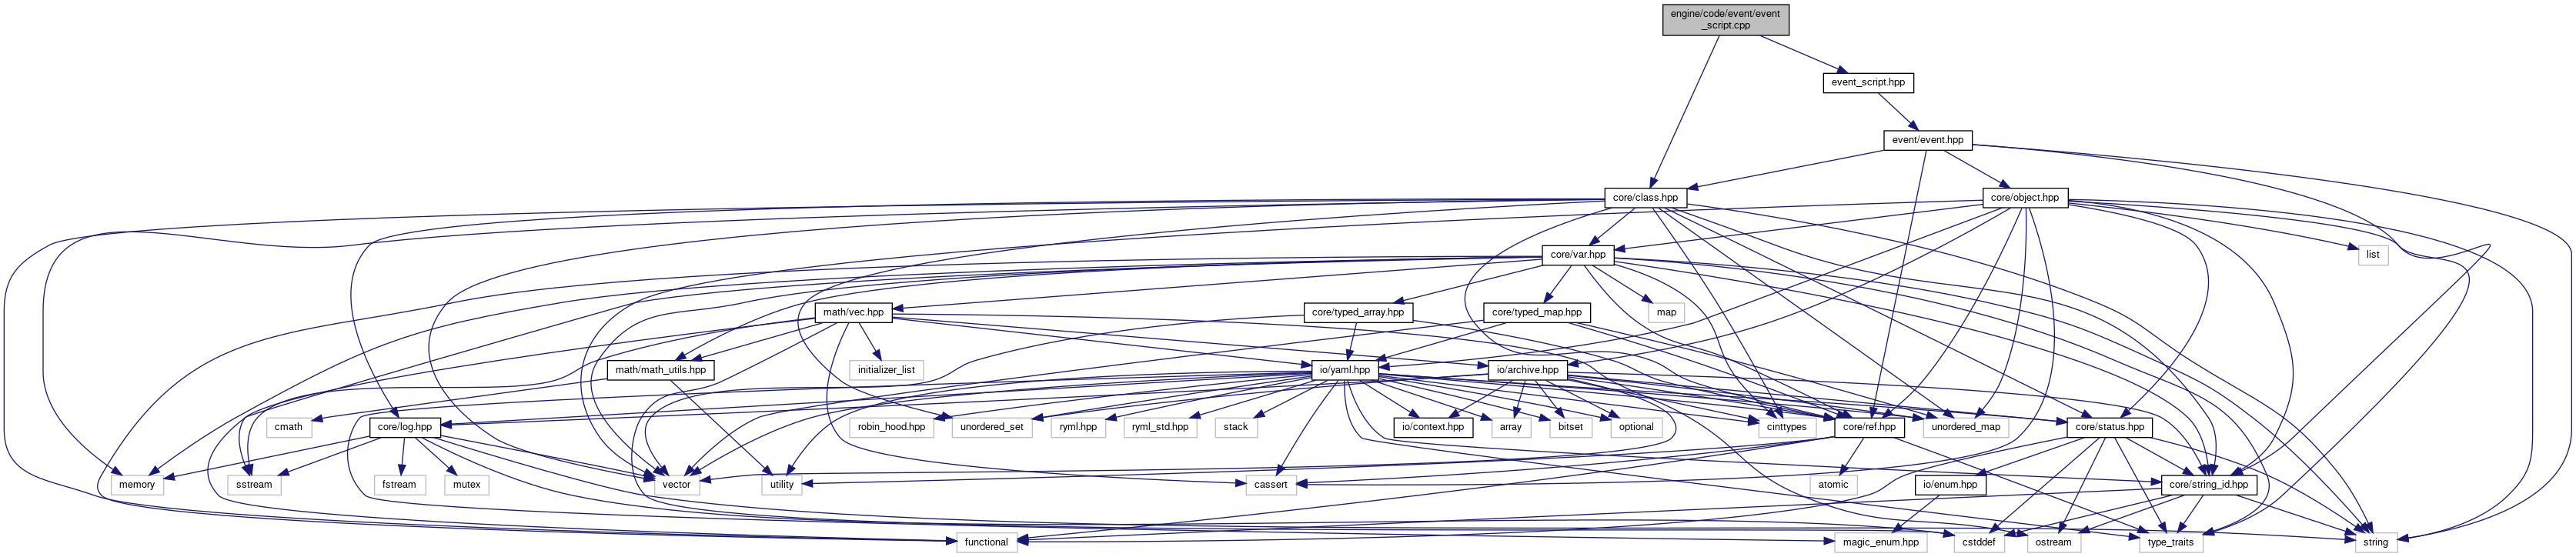 engine/code/event/event
_script.cpp
event_script.hpp
event/event.hpp
core/class.hpp
core/object.hpp
core/var.hpp
list
math/vec.hpp
core/typed_array.hpp
core/typed_map.hpp
map
math/math_utils.hpp
initializer_list
io/yaml.hpp
io/archive.hpp
cmath
core/log.hpp
robin_hood.hpp
unordered_set
ryml.hpp
ryml_std.hpp
stack
io/context.hpp
array
bitset
optional
cinttypes
core/ref.hpp
unordered_map
core/status.hpp
memory
sstream
fstream
mutex
vector
utility
cassert
atomic
io/enum.hpp
core/string_id.hpp
functional
magic_enum.hpp
cstddef
ostream
type_traits
string